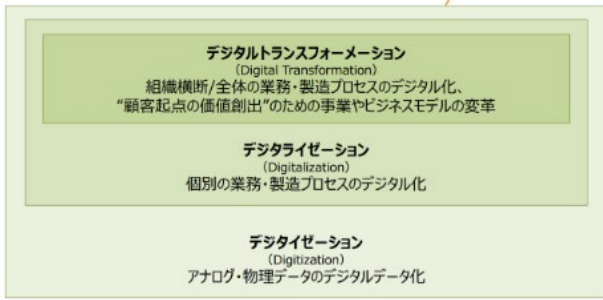 デジタルトランスフォーメーション
(Digital Transformation)
組織横断/全体の業務・製造プロセスのデジタル化、
“顧客起点の価値創出”のための事業やビジネスモデルの変革
デジタライゼーション
(Digitalization)
個別の業務・製造プロセスのデジタル化
デジタイゼーション
(Digitization)
アナログ・物理データのデジタルデータ化